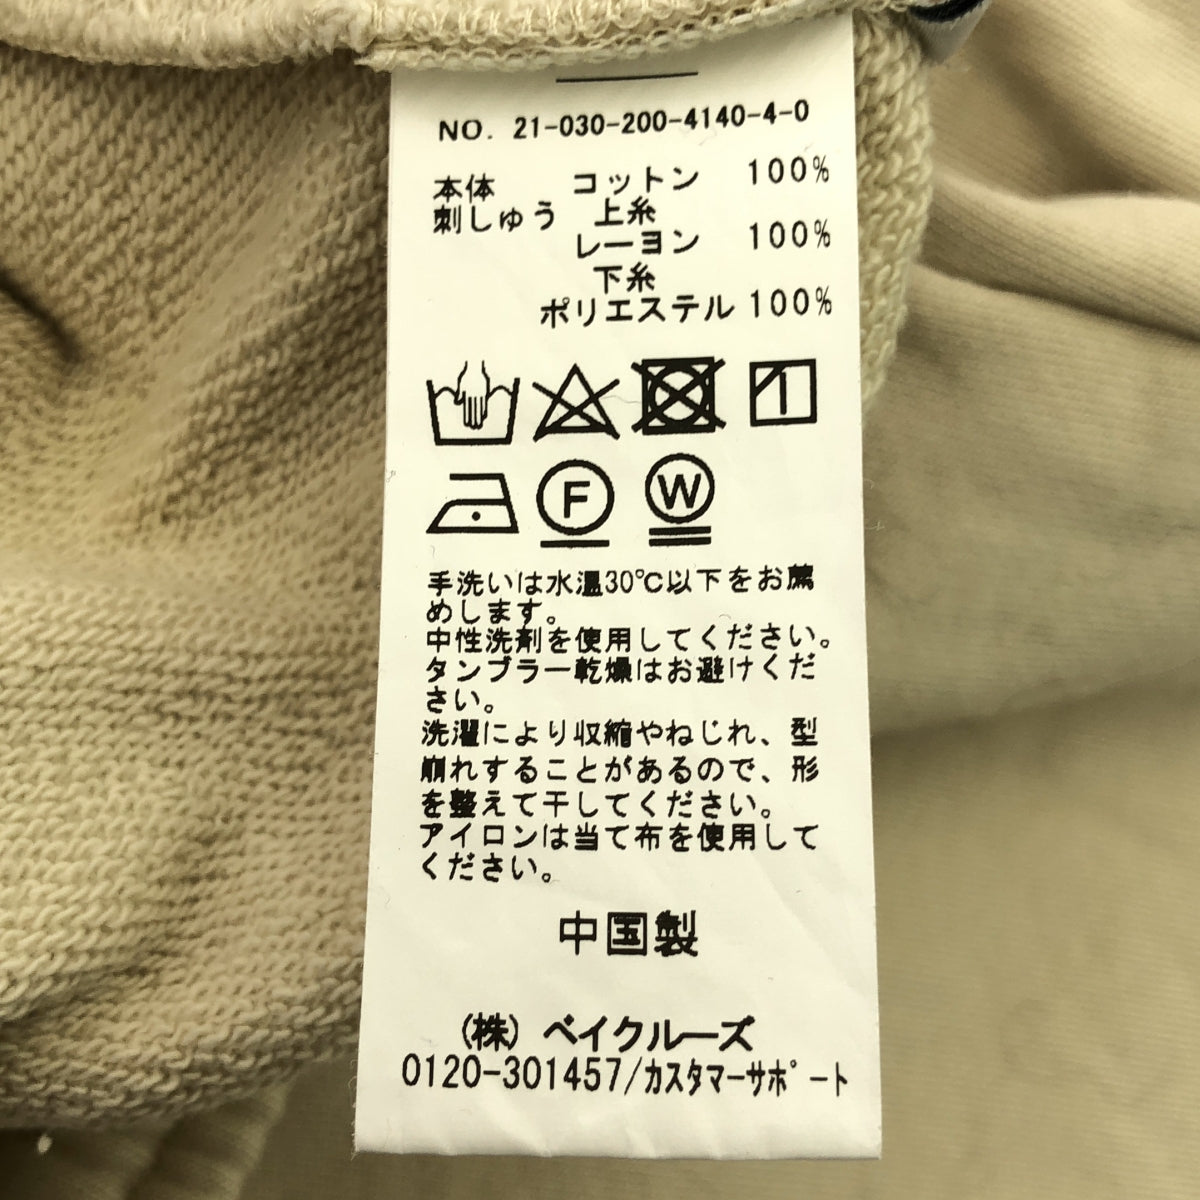 NO. 21-030-200-4140-4-0
本体 コットン 100%
刺しゅう 上糸
レーヨン 100%
下糸
ポリエステル 100%
F W
手洗いは水温30℃以下をお薦
めします。
中性洗剤を使用してください。
タンブラー乾燥はお避けくだ
さい。
洗濯により収縮やねじれ、型
崩れすることがあるので、形
を整えて干してください。
アイロンは当て布を使用して
ください。
中国製
(株) ベイクルーズ
0120-301457/カスタマーサポート